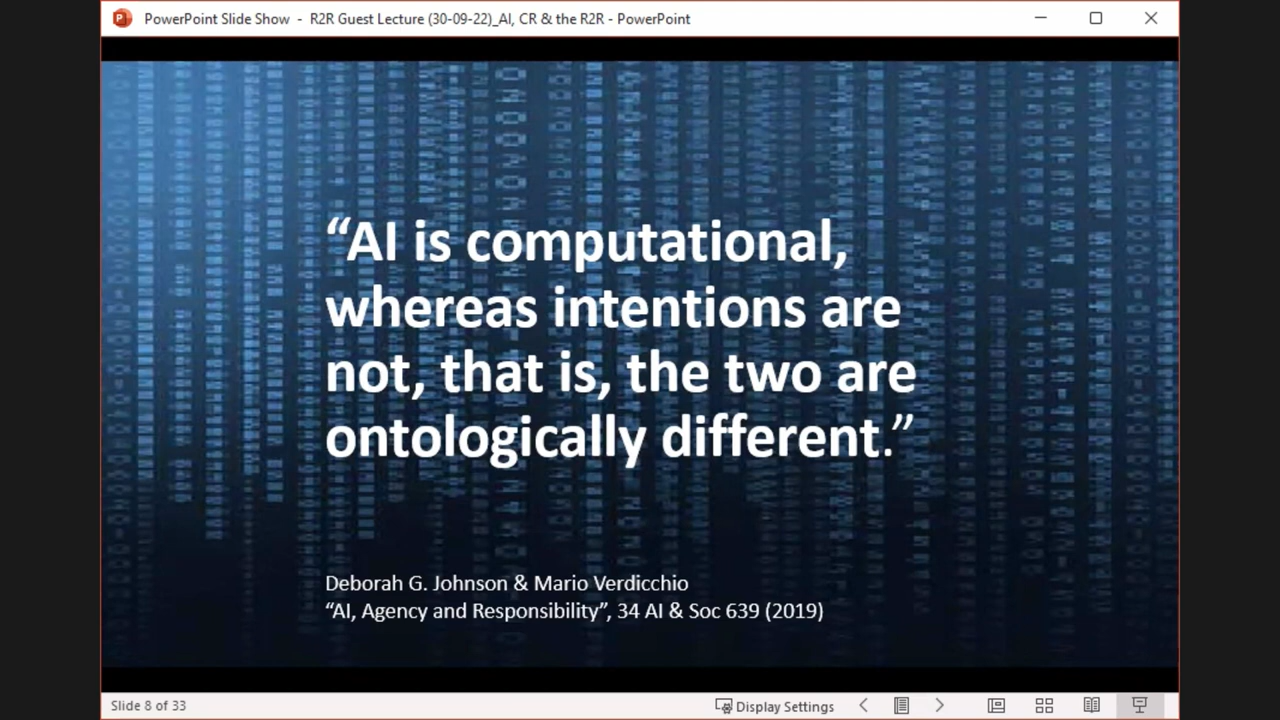 PowerPoint Slide Show - R2R Guest Lecture (30-09-22)_AI, CR & the R2R - PowerPoint
“AI is computational,
whereas intentions are
not, that is, the two are
ontologically different.”
Deborah G. Johnson & Mario Verdicchio
“AI, Agency and Responsibility”, 34 AI & Soc 639 (2019)
Slide 8 of 33
Display Settings